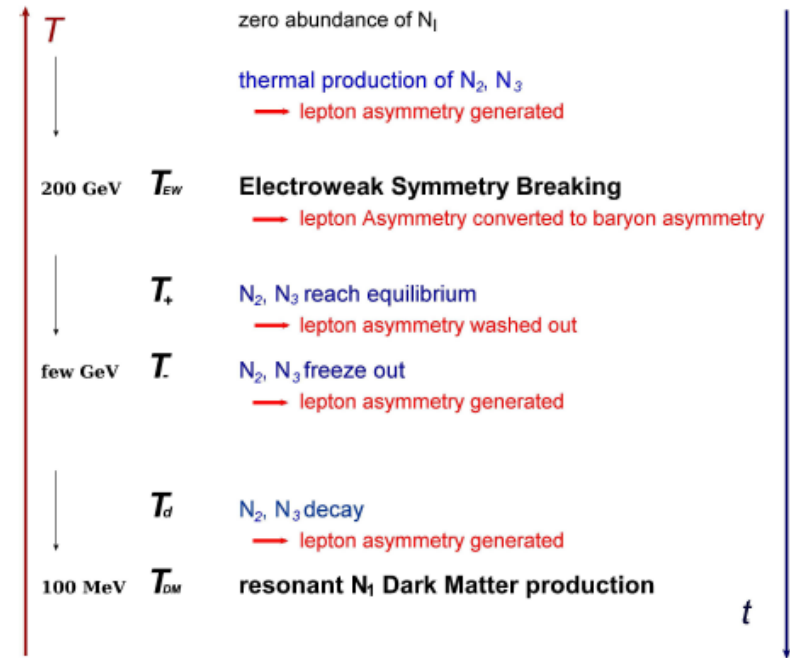 T
zero abundance of N_I
thermal production of N₂, N₃
lepton asymmetry generated
200 GeV T_EW Electroweak Symmetry Breaking
lepton Asymmetry converted to baryon asymmetry
T₊ N₂, N₃ reach equilibrium
lepton asymmetry washed out
few GeV T₋ N₂, N₃ freeze out
lepton asymmetry generated
T_d N₂, N₃ decay
lepton asymmetry generated
100 MeV T_DM resonant N₁ Dark Matter production
t